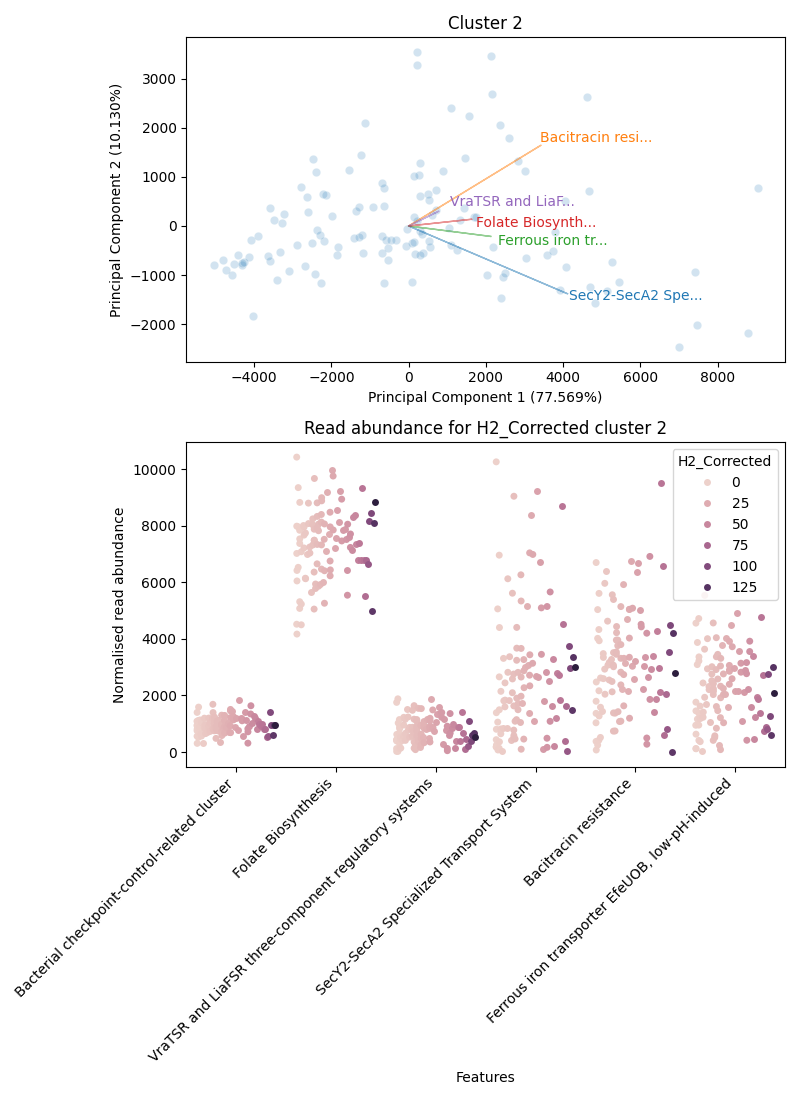 Cluster 2
Principal Component 2 (10.130%)
3000
2000
1000
0
−1000
−2000
Bacitracin resi...
VraTSR and LiaF...
Folate Biosynth...
Ferrous iron tr...
SecY2-SecA2 Spe...
−4000
−2000
0
2000
4000
6000
8000
Principal Component 1 (77.569%)
Read abundance for H2_Corrected cluster 2
Normalised read abundance
10000
8000
6000
4000
2000
0
H2_Corrected
0
25
50
75
100
125
Bacterial checkpoint-control-related cluster
Folate Biosynthesis
VraTSR and LiaFSR three-component regulatory systems
SecY2-SecA2 Specialized Transport System
Bacitracin resistance
Ferrous iron transporter EfeUOB, low-pH-induced
Features